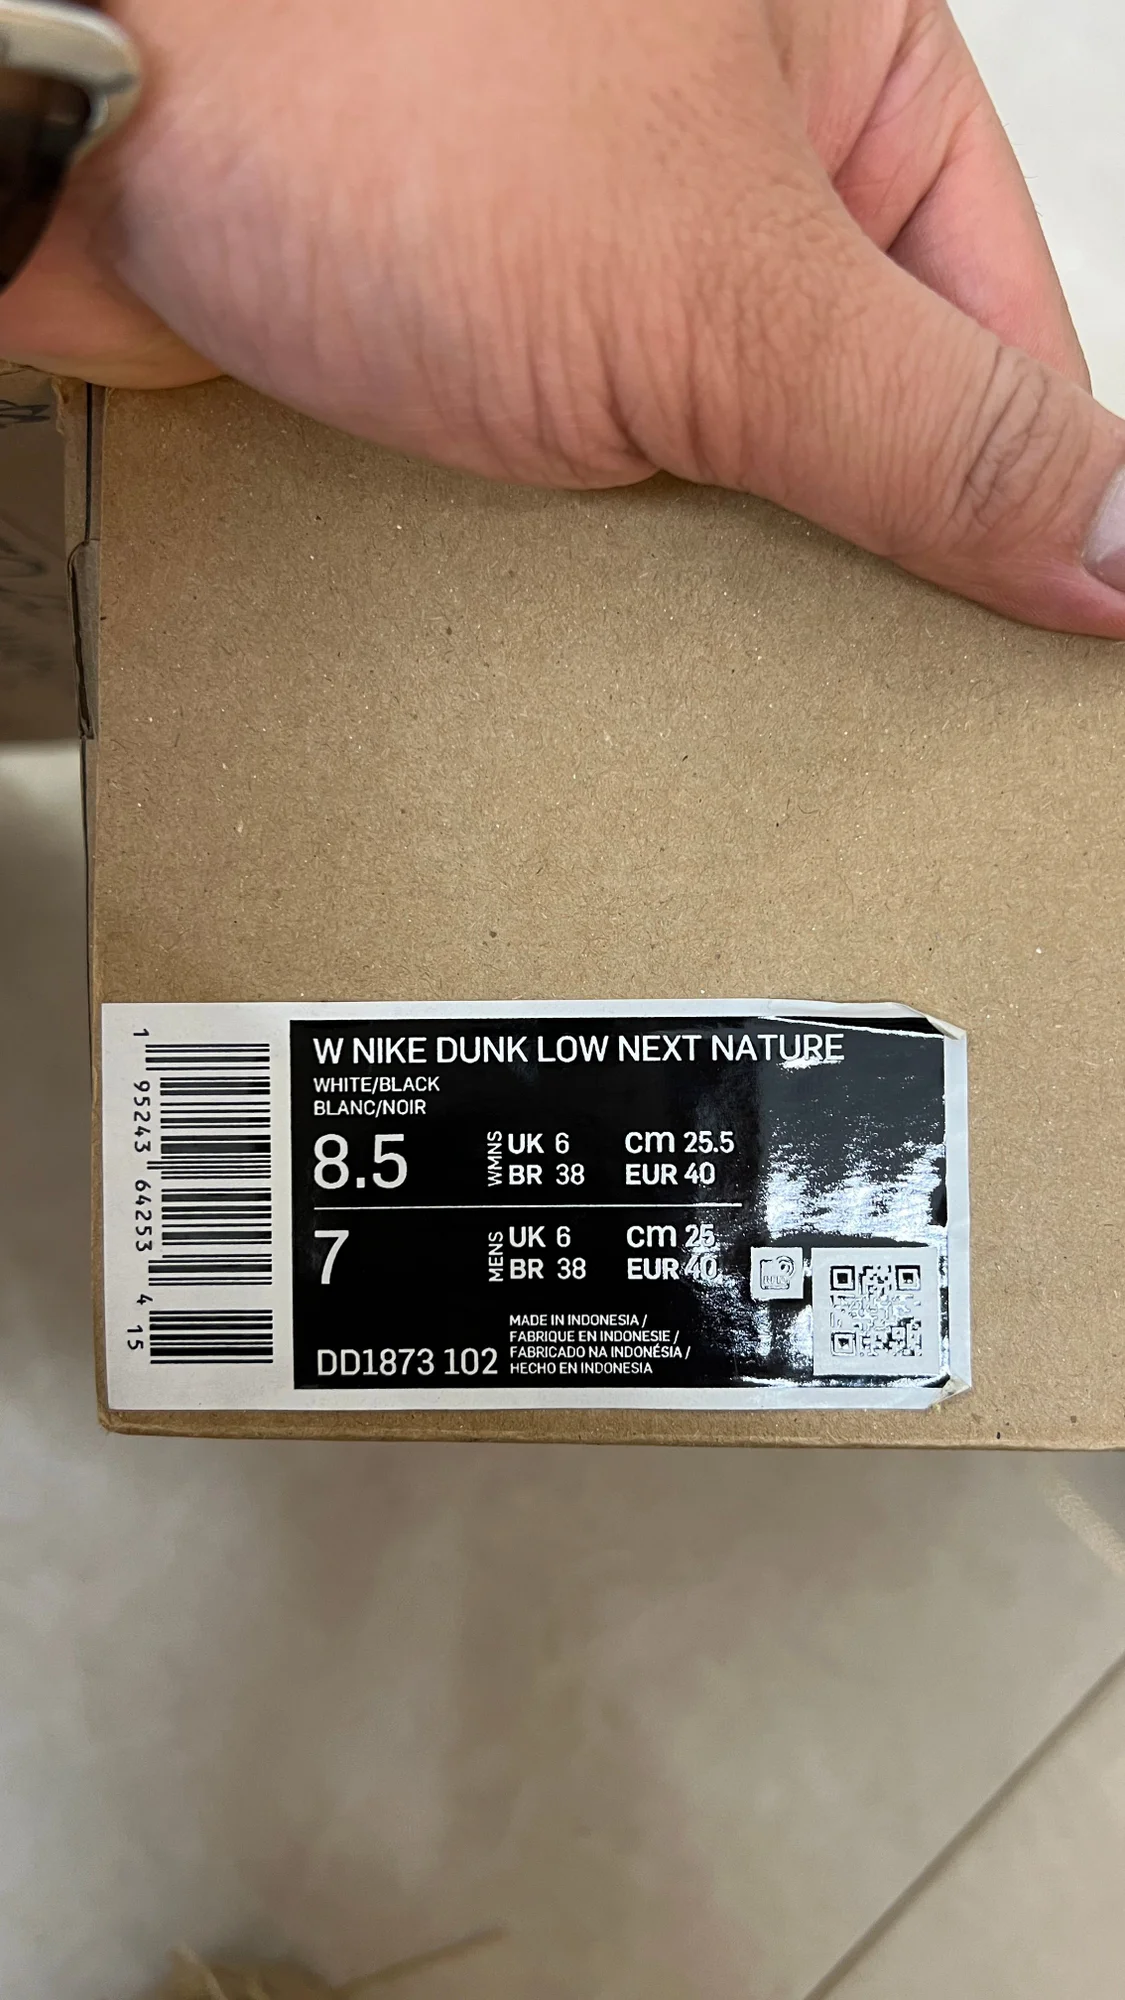 W NIKE DUNK LOW NEXT NATURE
WHITE/BLACK
BLANC/NOIR
8.5 WMNS UK 6 cm 25.5
BR 38 EUR 40
7 MENS UK 6 cm 25
BR 38 EUR 40
MADE IN INDONESIA /
FABRIQUE EN INDONESIE /
FABRICADO NA INDONÉSIA /
HECHO EN INDONESIA
DD1873 102
1 95243 64253 4 15